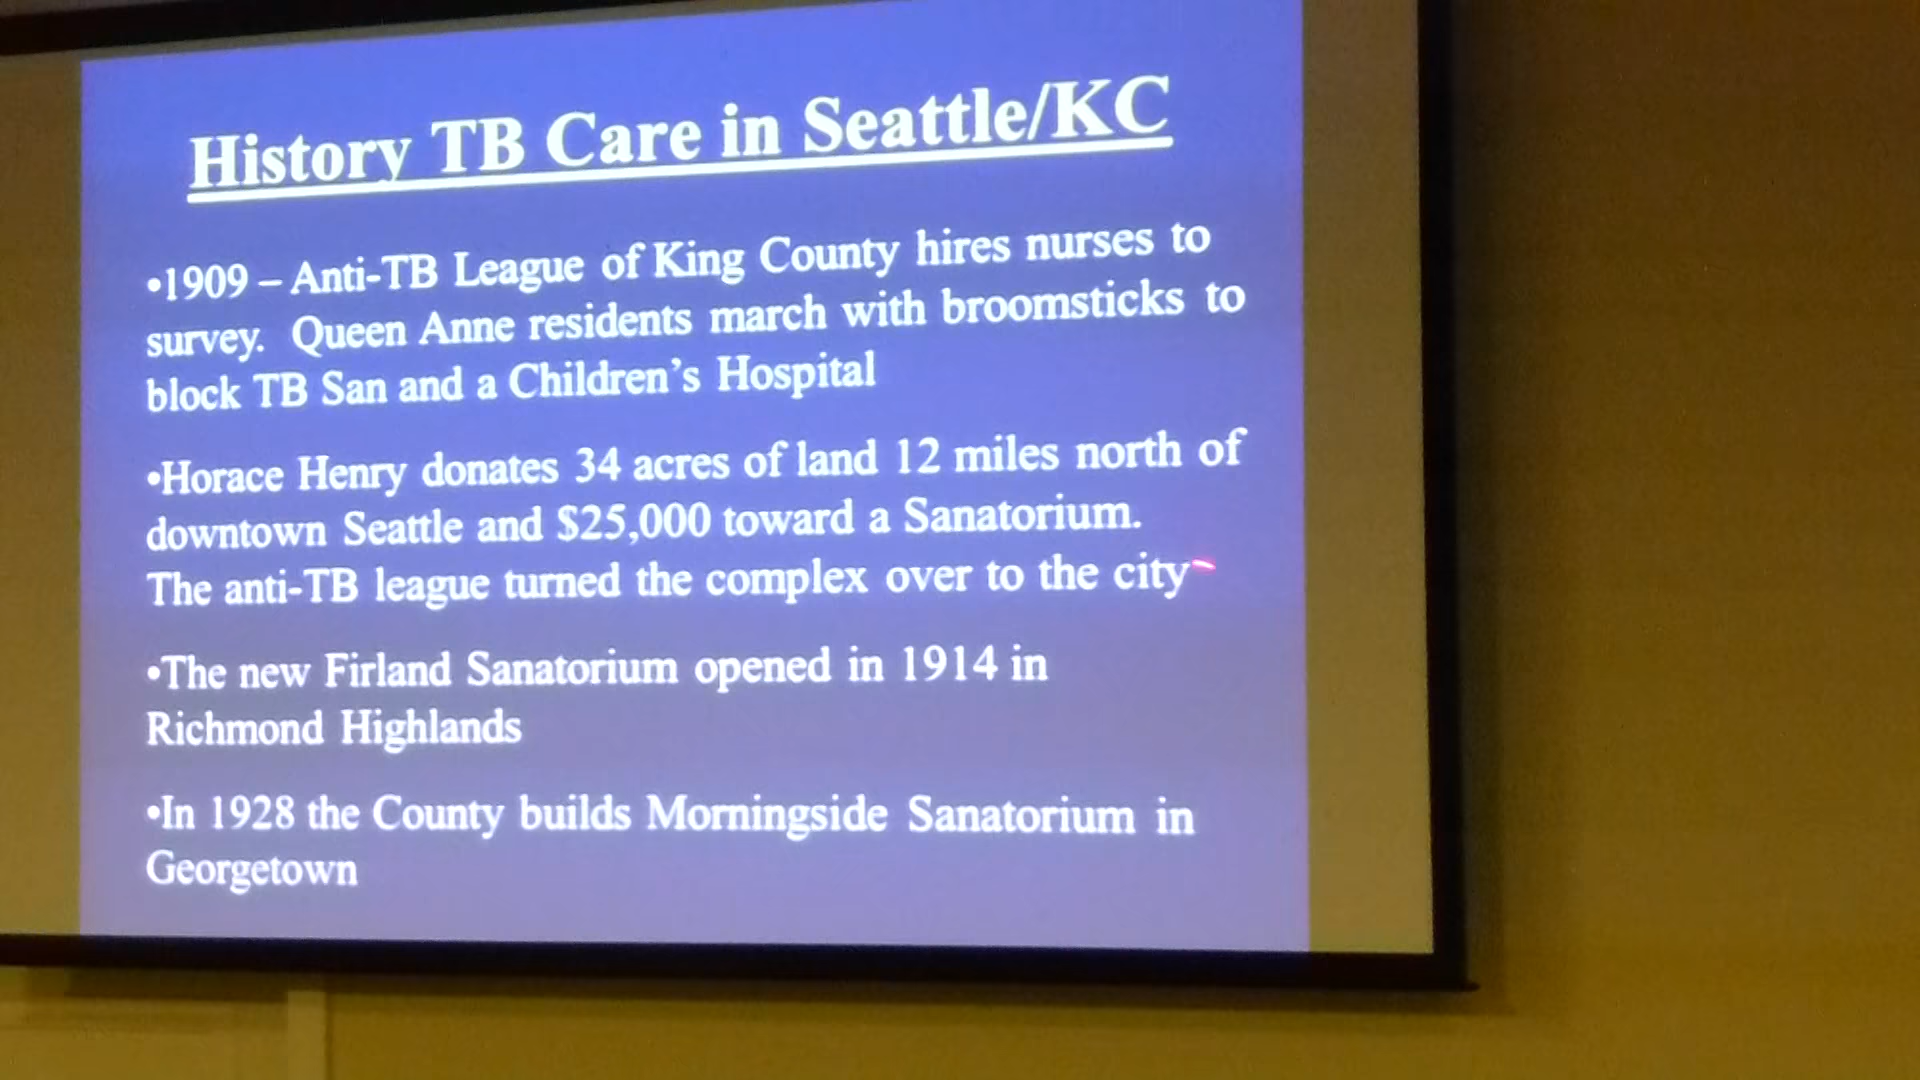 History TB Care in Seattle/KC
•1909 – Anti-TB League of King County hires nurses to
survey. Queen Anne residents march with broomsticks to
block TB San and a Children's Hospital
•Horace Henry donates 34 acres of land 12 miles north of
downtown Seattle and $25,000 toward a Sanatorium.
The anti-TB league turned the complex over to the city
•The new Firland Sanatorium opened in 1914 in
Richmond Highlands
•In 1928 the County builds Morningside Sanatorium in
Georgetown